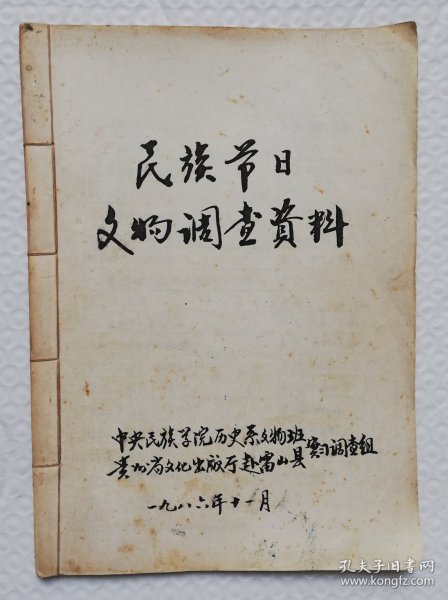 民族节日
文物调查資料
中央民族学院历史系文物班
贵州省文化出版厅赴雷山县
实习调查组
一九八六年十一月
孔夫子旧书网
www.kongfz.com